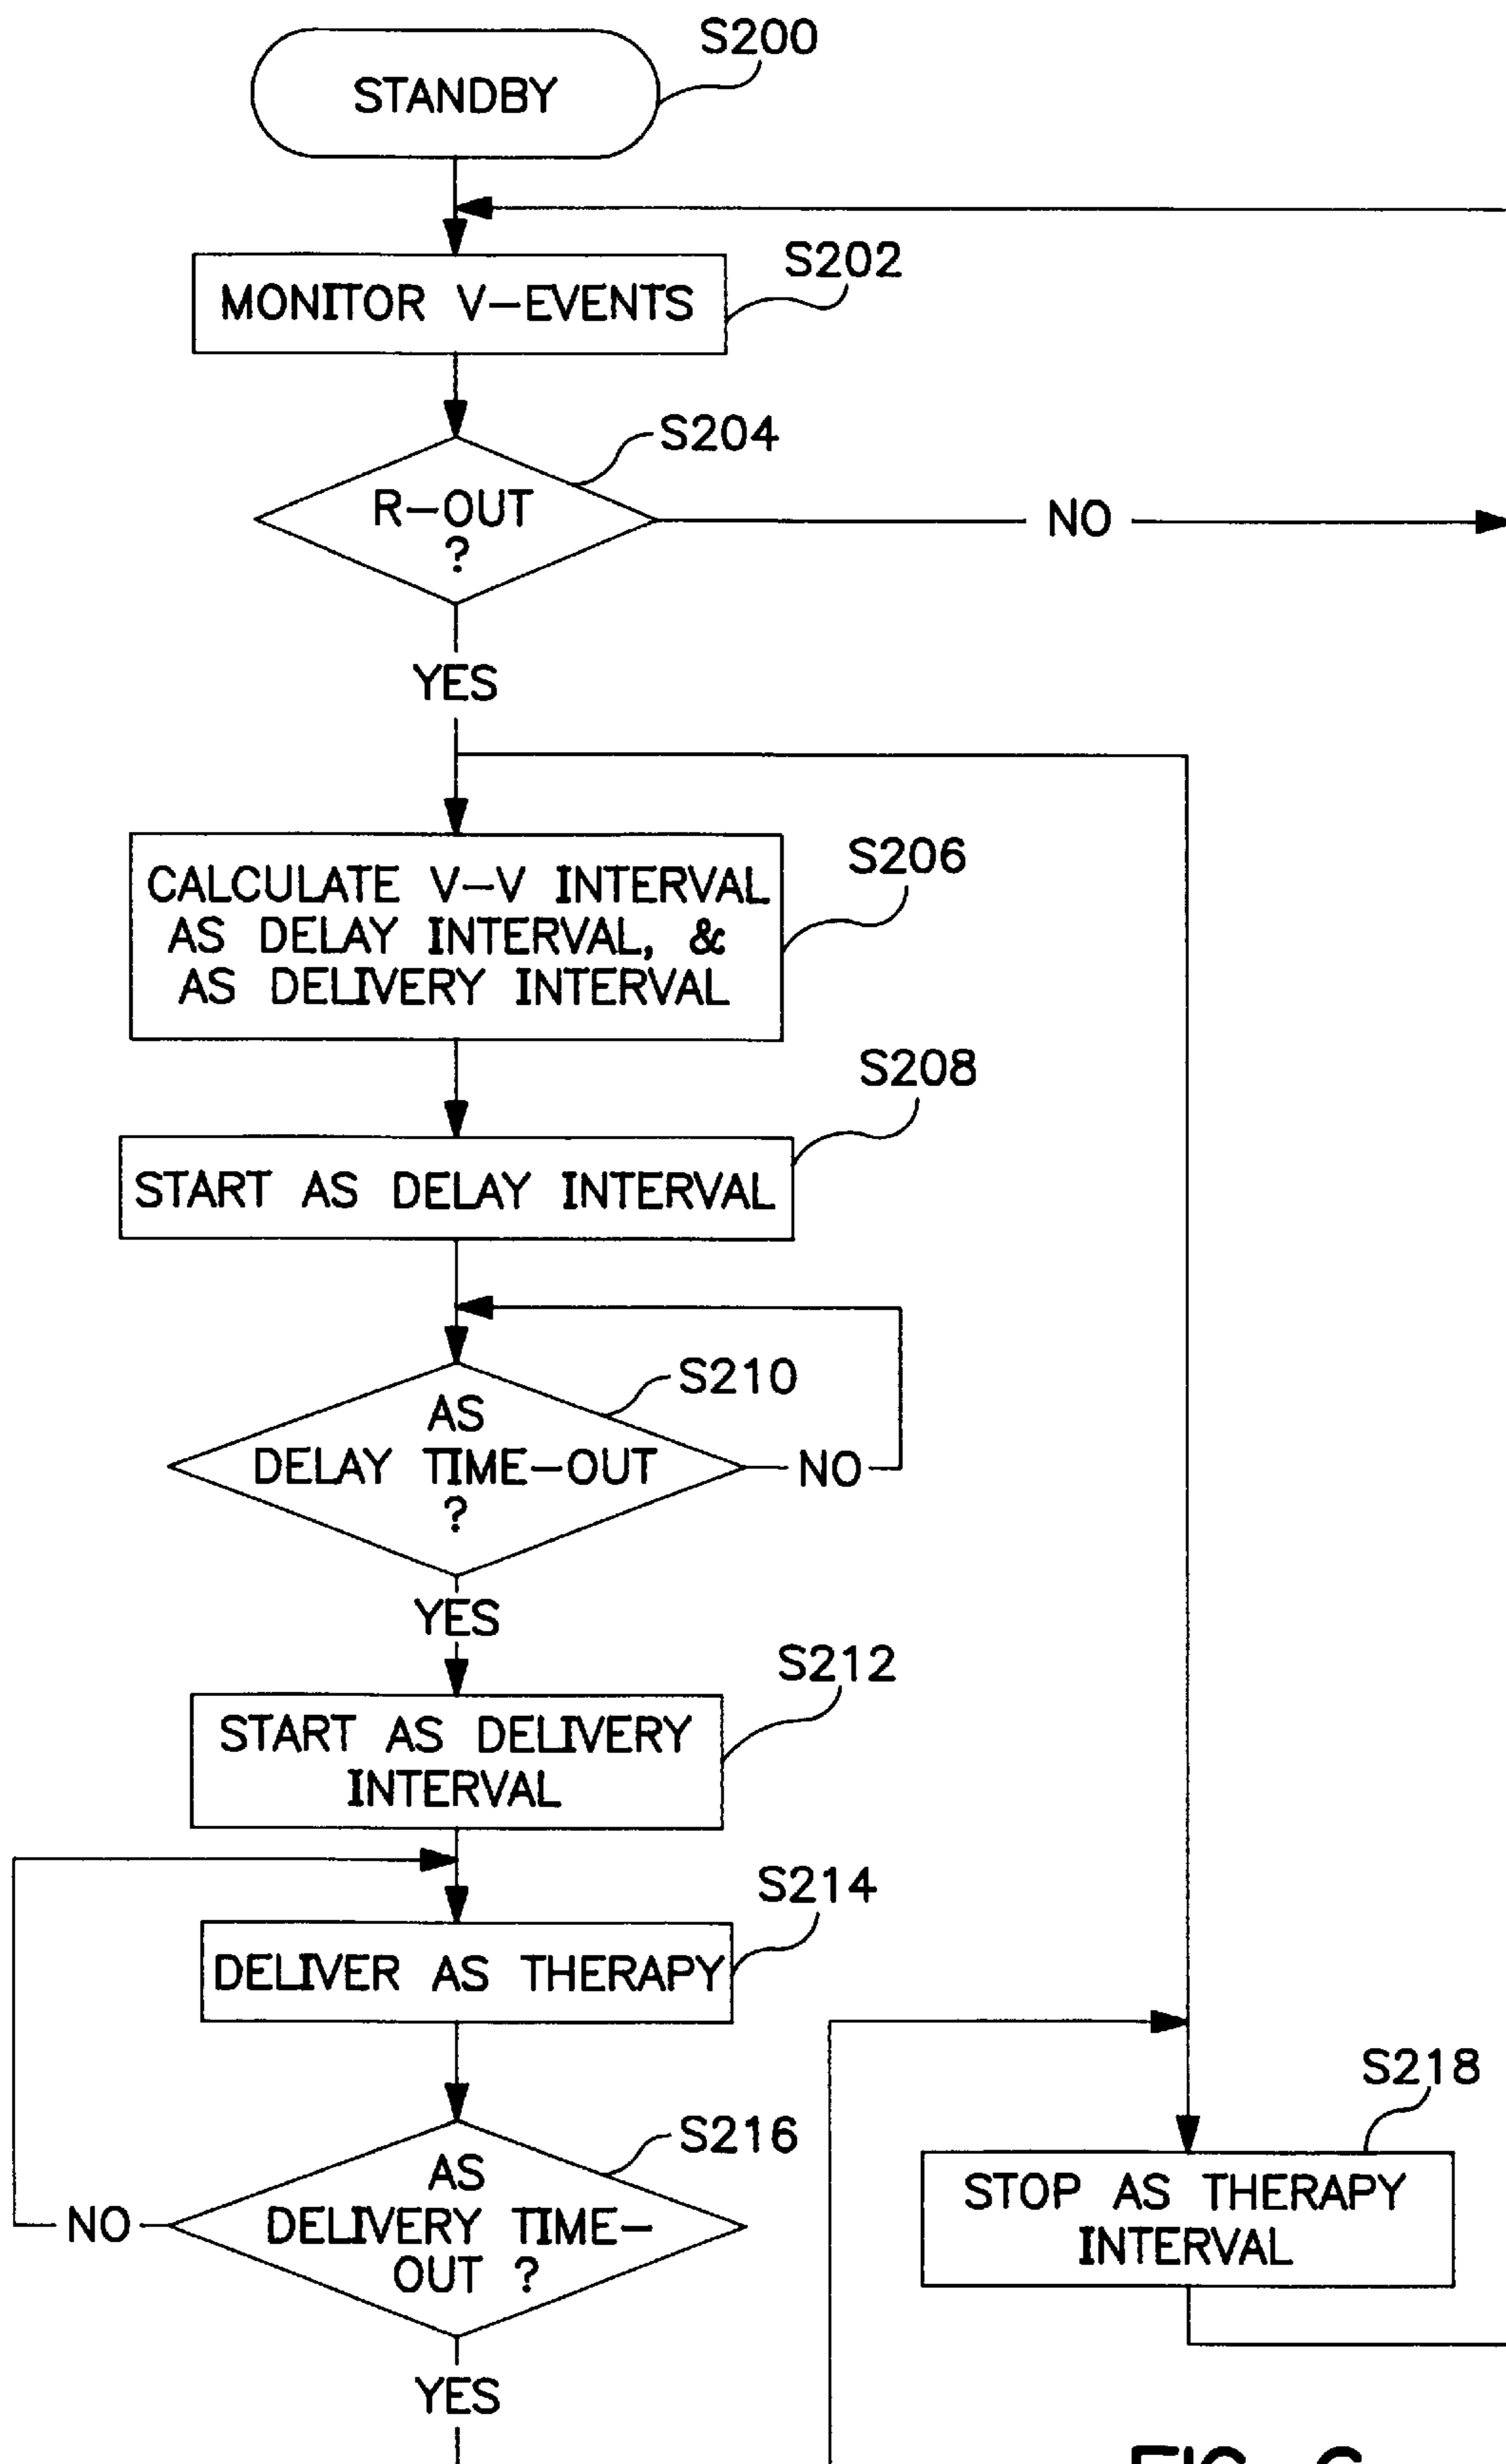 S200
STANDBY
S202
MONITOR V-EVENTS
S204
R-OUT
?
NO
YES
S206
CALCULATE V-V INTERVAL
AS DELAY INTERVAL, &
AS DELIVERY INTERVAL
S208
START AS DELAY INTERVAL
S210
AS
DELAY TIME-OUT
?
NO
YES
S212
START AS DELIVERY
INTERVAL
S214
DELIVER AS THERAPY
S216
AS
DELIVERY TIME-
OUT ?
NO
YES
S218
STOP AS THERAPY
INTERVAL